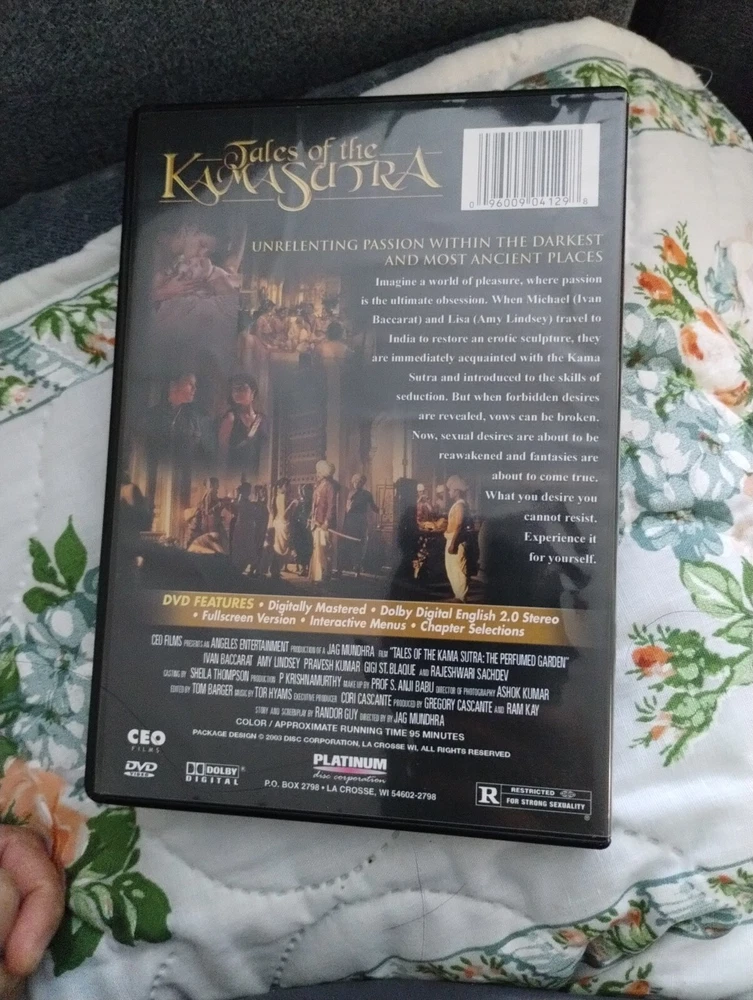 Tales of the
KAMA SUTRA
0 96009 04129 8
UNRELENTING PASSION WITHIN THE DARKEST
AND MOST ANCIENT PLACES
Imagine a world of pleasure, where passion
is the ultimate obsession. When Michael (Ivan
Baccarat) and Lisa (Amy Lindsey) travel to
India to restore an erotic sculpture, they
are immediately acquainted with the Kama
Sutra and introduced to the skills of
seduction. But when forbidden desires
are revealed, vows can be broken.
Now, sexual desires are about to be
reawakened and fantasies are
about to come true.
What you desire you
cannot resist.
Experience it
for yourself.
DVD FEATURES • Digitally Mastered • Dolby Digital English 2.0 Stereo
• Fullscreen Version • Interactive Menus • Chapter Selections
CEO FILMS PRESENTS AN ANGELES ENTERTAINMENT PRODUCTION OF A JAG MUNDHRA FILM "TALES OF THE KAMA SUTRA: THE PERFUMED GARDEN"
IVAN BACCARAT AMY LINDSEY PRAVESH KUMAR GIGI ST. BLAQUE AND RAJESHWARI SACHDEV
CASTING BY SHEILA THOMPSON PRODUCTION P KRISHNAMURTHY MAKE UP BY PROF S. ANJI BABU DIRECTOR OF PHOTOGRAPHY ASHOK KUMAR
EDITED BY TOM BARGER MUSIC BY TOR HYAMS EXECUTIVE PRODUCER CORI CASCANTE PRODUCED BY GREGORY CASCANTE AND RAM KAY
STORY AND SCREENPLAY BY RANDOR GUY DIRECTED BY JAG MUNDHRA
COLOR / APPROXIMATE RUNNING TIME 95 MINUTES
PACKAGE DESIGN © 2003 DISC CORPORATION, LA CROSSE WI, ALL RIGHTS RESERVED
CEO
FILMS
DVD
VIDEO
DOLBY
DIGITAL
PLATINUM
disc corporation
P.O. BOX 2798 • LA CROSSE, WI 54602-2798
R RESTRICTED
FOR STRONG SEXUALITY
®